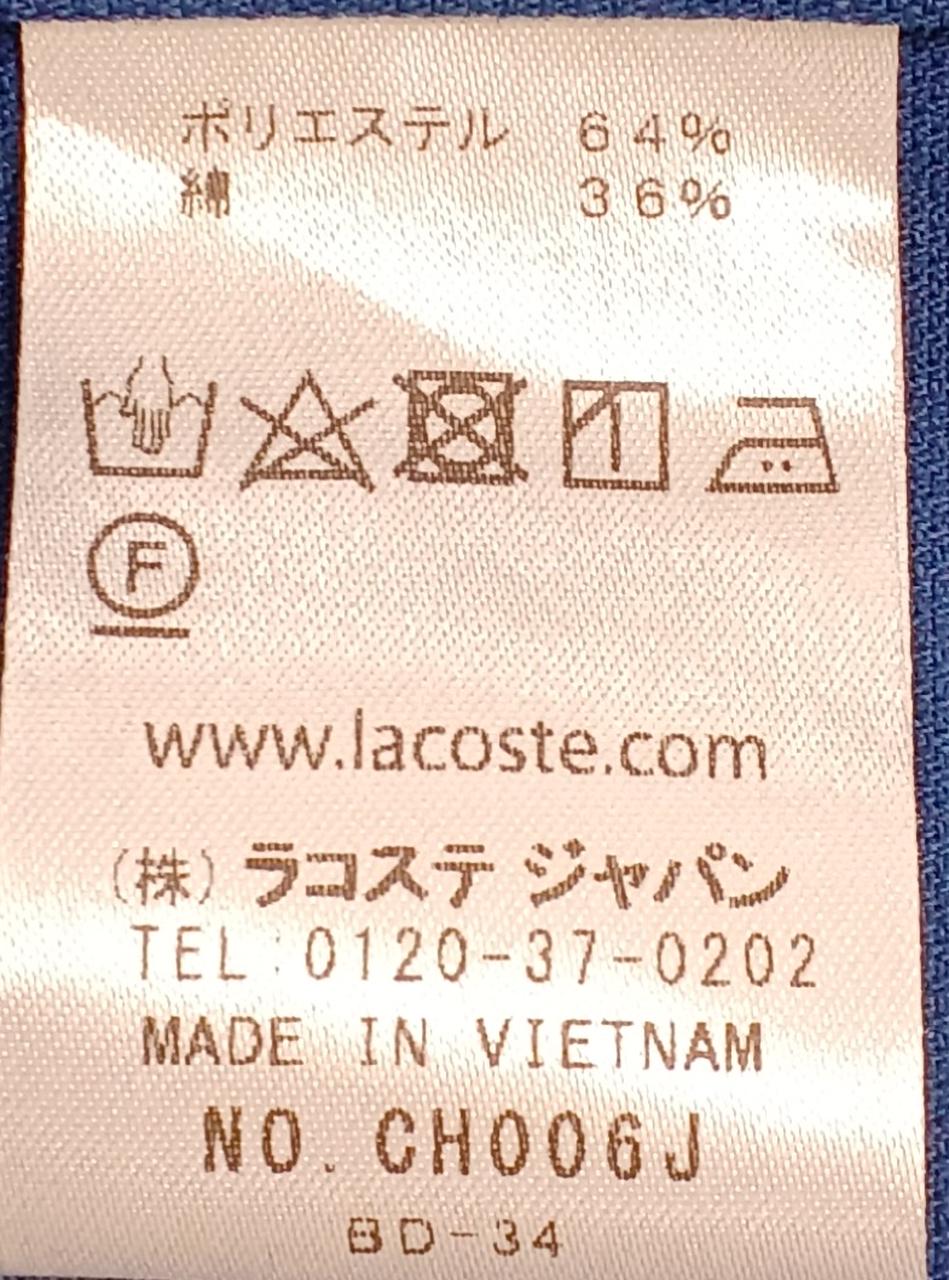 ポリエステル 64%
綿 36%
F
www.lacoste.com
(株) ラコステ ジャパン
TEL:0120-37-0202
MADE IN VIETNAM
NO. CH006J
BD-34